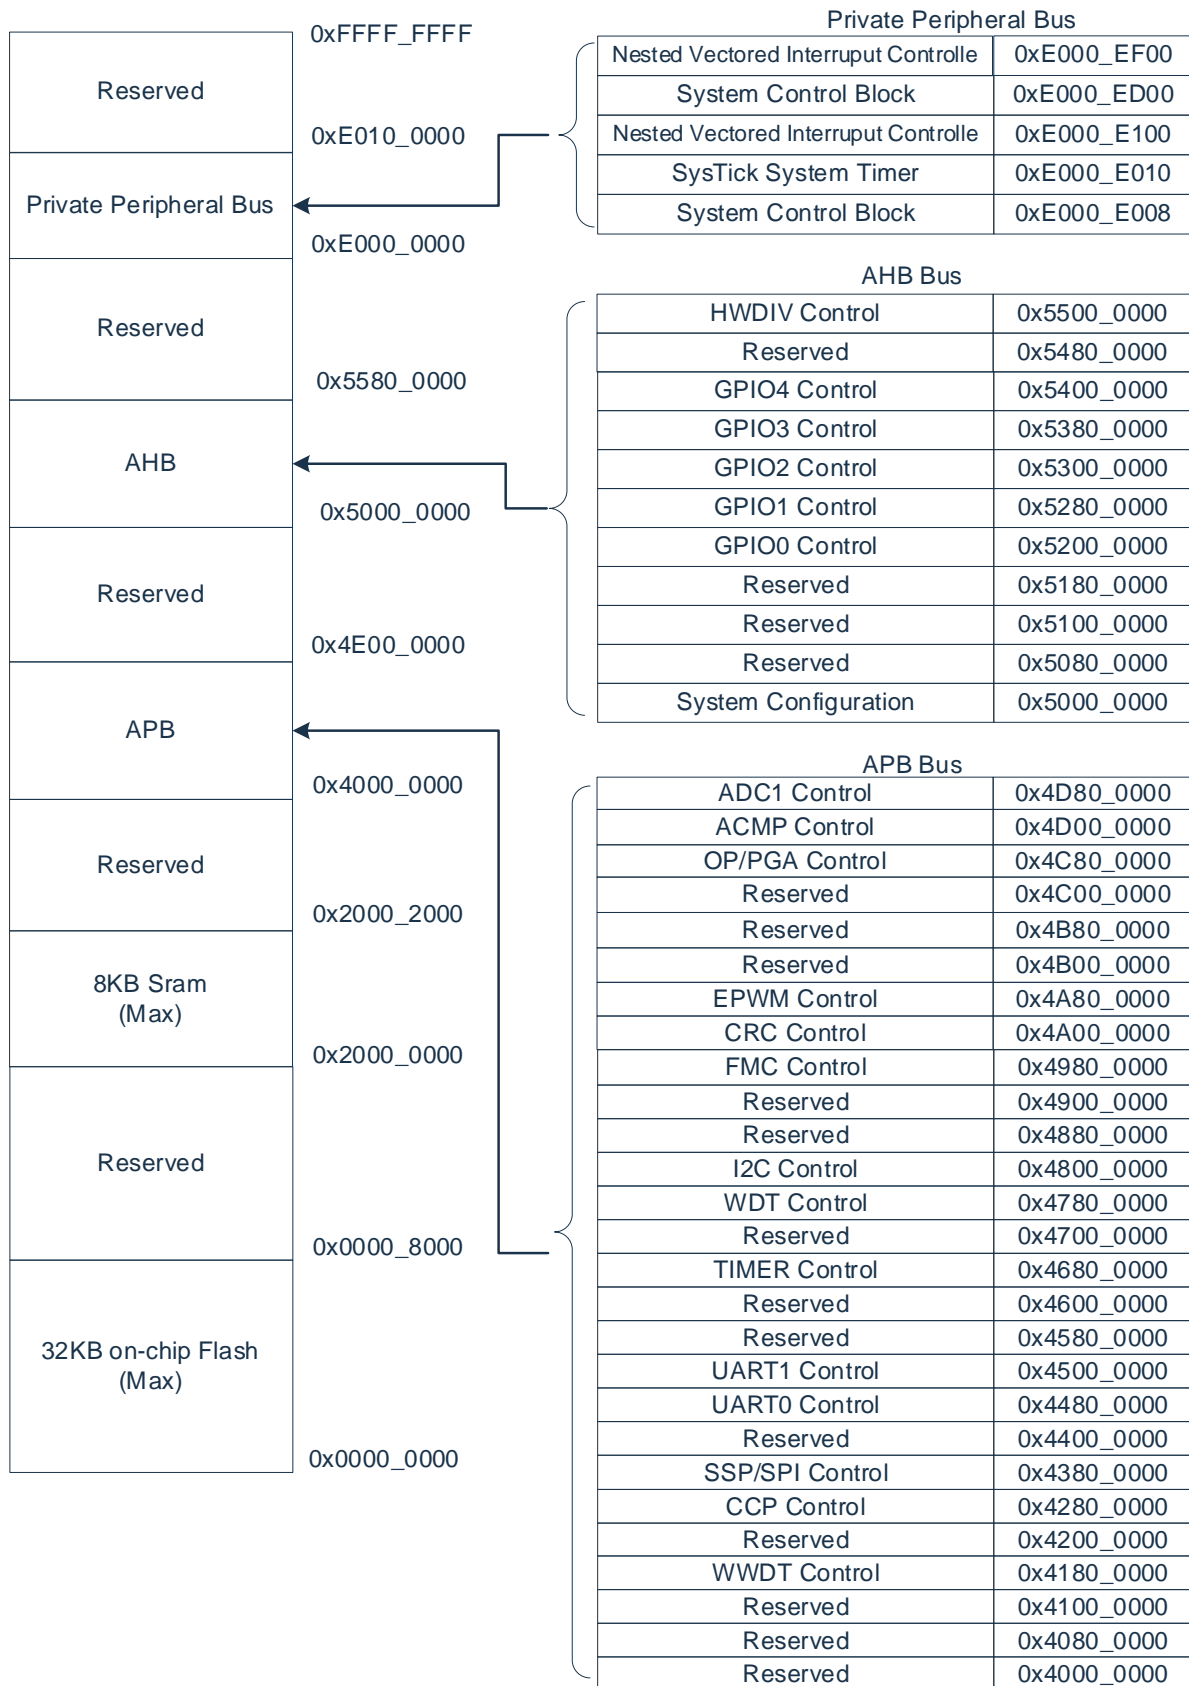 0xFFFF_FFFF
Reserved
0xE010_0000
Private Peripheral Bus
0xE000_0000
Reserved
0x5580_0000
AHB
0x5000_0000
Reserved
0x4E00_0000
APB
0x4000_0000
Reserved
0x2000_2000
8KB Sram
(Max)
0x2000_0000
Reserved
0x0000_8000
32KB on-chip Flash
(Max)
0x0000_0000
Private Peripheral Bus
Nested Vectored Interruput Controlle 0xE000_EF00
System Control Block 0xE000_ED00
Nested Vectored Interruput Controlle 0xE000_E100
SysTick System Timer 0xE000_E010
System Control Block 0xE000_E008
AHB Bus
HWDIV Control 0x5500_0000
Reserved 0x5480_0000
GPIO4 Control 0x5400_0000
GPIO3 Control 0x5380_0000
GPIO2 Control 0x5300_0000
GPIO1 Control 0x5280_0000
GPIO0 Control 0x5200_0000
Reserved 0x5180_0000
Reserved 0x5100_0000
Reserved 0x5080_0000
System Configuration 0x5000_0000
APB Bus
ADC1 Control 0x4D80_0000
ACMP Control 0x4D00_0000
OP/PGA Control 0x4C80_0000
Reserved 0x4C00_0000
Reserved 0x4B80_0000
Reserved 0x4B00_0000
EPWM Control 0x4A80_0000
CRC Control 0x4A00_0000
FMC Control 0x4980_0000
Reserved 0x4900_0000
Reserved 0x4880_0000
I2C Control 0x4800_0000
WDT Control 0x4780_0000
Reserved 0x4700_0000
TIMER Control 0x4680_0000
Reserved 0x4600_0000
Reserved 0x4580_0000
UART1 Control 0x4500_0000
UART0 Control 0x4480_0000
Reserved 0x4400_0000
SSP/SPI Control 0x4380_0000
CCP Control 0x4280_0000
Reserved 0x4200_0000
WWDT Control 0x4180_0000
Reserved 0x4100_0000
Reserved 0x4080_0000
Reserved 0x4000_0000